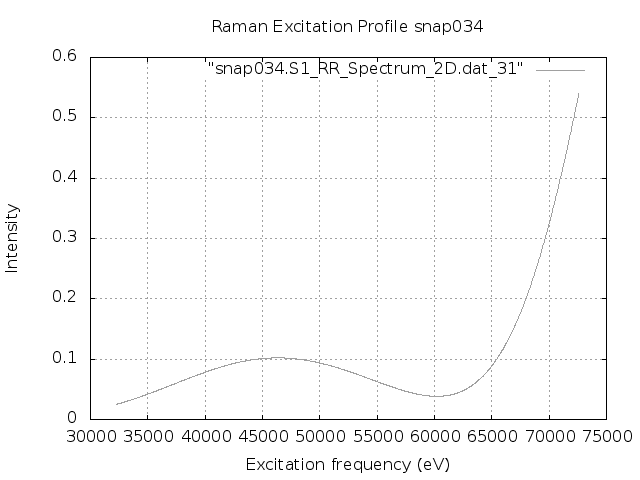 Raman Excitation Profile snap034
"snap034.S1_RR_Spectrum_2D.dat_31"
0.6
0.5
0.4
0.3
0.2
0.1
0
Intensity
30000 35000 40000 45000 50000 55000 60000 65000 70000 75000
Excitation frequency (eV)